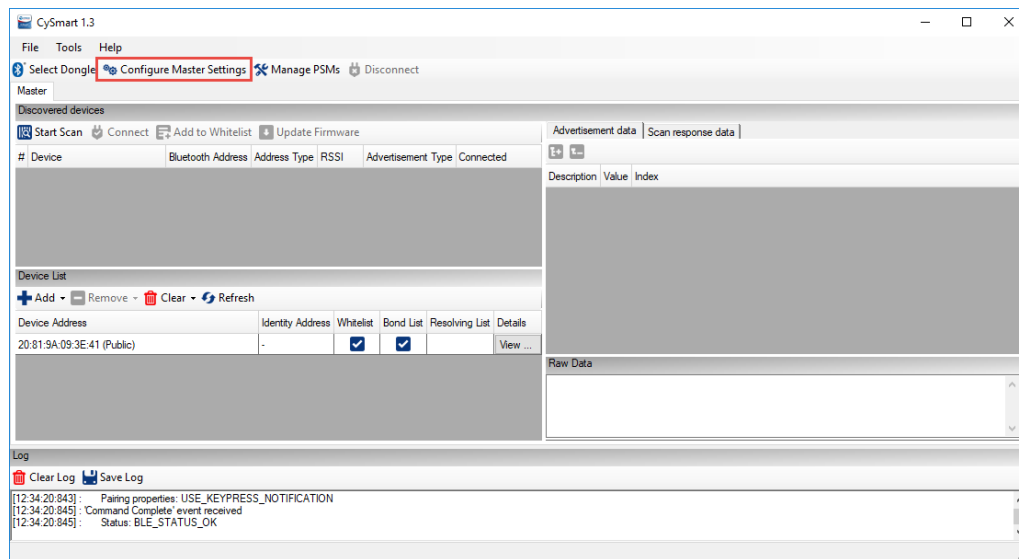 CySmart 1.3
File Tools Help
Select Dongle Configure Master Settings Manage PSMs Disconnect
Master
Discovered devices
Start Scan Connect Add to Whitelist Update Firmware
# Device Bluetooth Address Address Type RSSI Advertisement Type Connected
Advertisement data Scan response data
Description Value Index
Device List
Add Remove Clear Refresh
Device Address Identity Address Whitelist Bond List Resolving List Details
20:81:9A:09:3E:41 (Public) - View ...
Raw Data
Log
Clear Log Save Log
[12:34:20:843] : Pairing properties: USE_KEYPRESS_NOTIFICATION
[12:34:20:845] : 'Command Complete' event received
[12:34:20:845] : Status: BLE_STATUS_OK